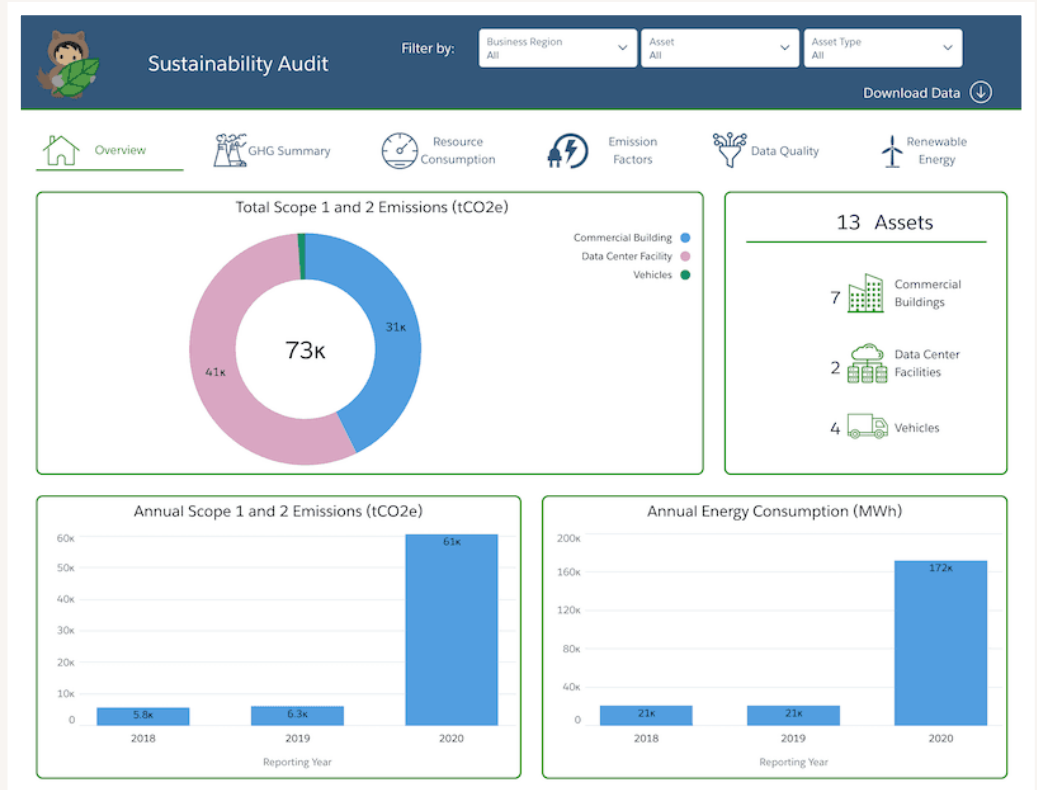 Sustainability Audit
Filter by:
Business Region
All
Asset
All
Asset Type
All
Download Data
Overview
GHG Summary
Resource
Consumption
Emission
Factors
Data Quality
Renewable
Energy
Total Scope 1 and 2 Emissions (tCO2e)
Commercial Building
Data Center Facility
Vehicles
31K
41K
73K
13 Assets
7
Commercial
Buildings
2
Data Center
Facilities
4
Vehicles
Annual Scope 1 and 2 Emissions (tCO2e)
60K
50K
40K
30K
20K
10K
0
5.8K
6.3K
61K
2018
2019
2020
Reporting Year
Annual Energy Consumption (MWh)
200K
160K
120K
80K
40K
0
21K
21K
172K
2018
2019
2020
Reporting Year